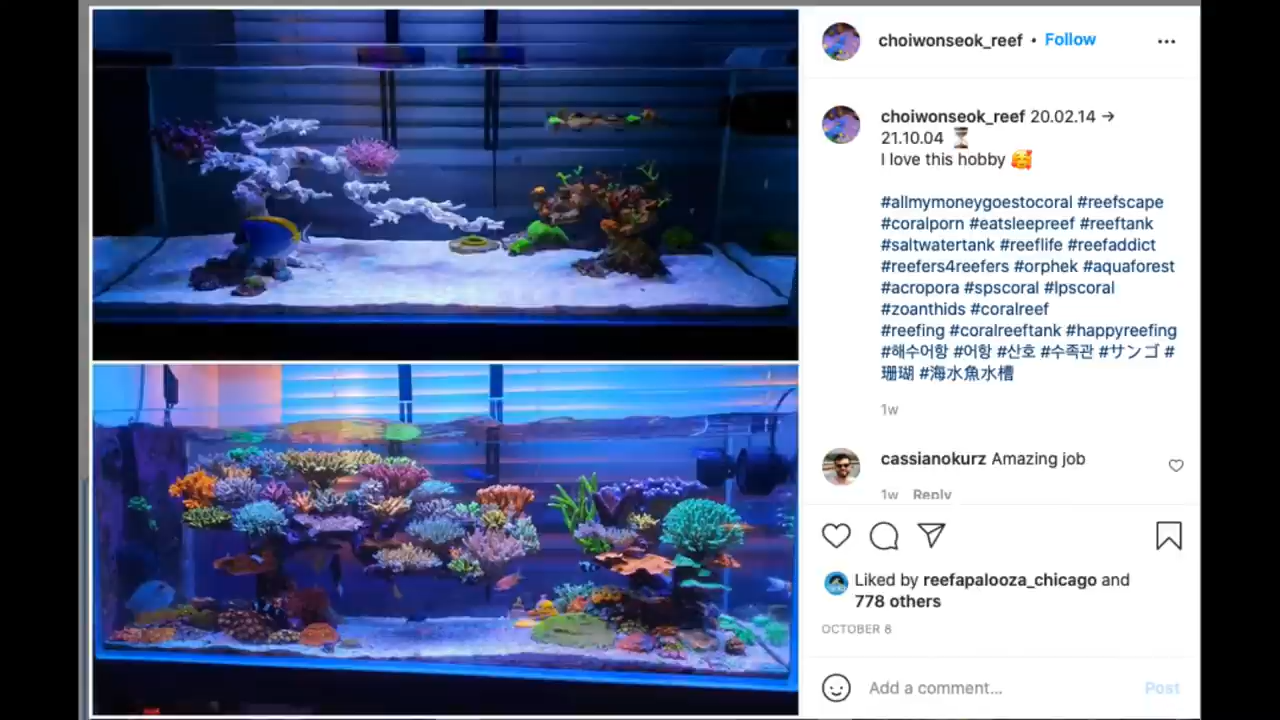 choiwonseok_reef • Follow
choiwonseok_reef 20.02.14 →
21.10.04 ⏳
I love this hobby 🥰
#allmymoneygoestocoral #reefscape
#coralporn #eatsleepreef #reeftank
#saltwatertank #reeflife #reefaddict
#reefers4reefers #orphek #aquaforest
#acropora #spscoral #lpscoral
#zoanthids #coralreef
#reefing #coralreeftank #happyreefing
#해수어항 #어항 #산호 #수족관 #サンゴ #
珊瑚 #海水魚水槽
1w
cassianokurz Amazing job
1w Reply
Liked by reefapalooza_chicago and
778 others
OCTOBER 8
Add a comment... Post